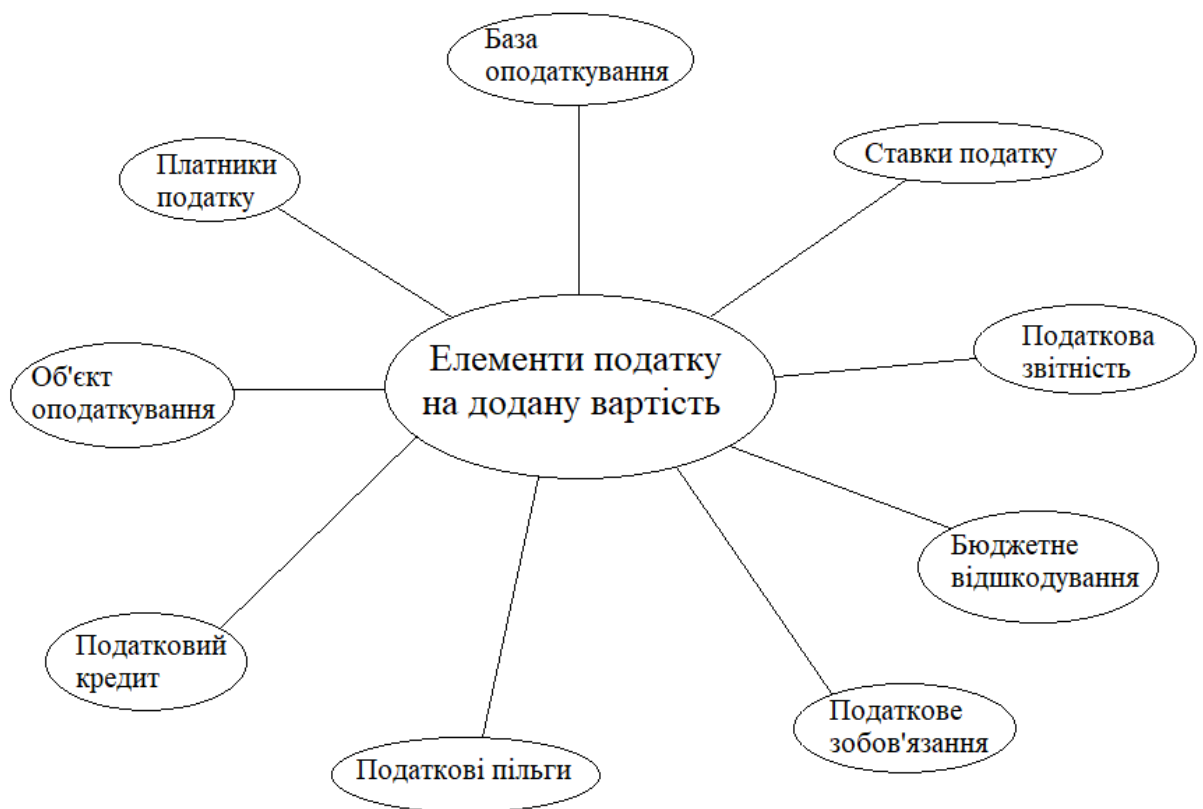 База
оподаткування
Ставки податку
Платники
податку
Податкова
звітність
Елементи податку
на додану вартість
Об'єкт
оподаткування
Бюджетне
відшкодування
Податковий
кредит
Податкове
зобов'язання
Податкові пільги